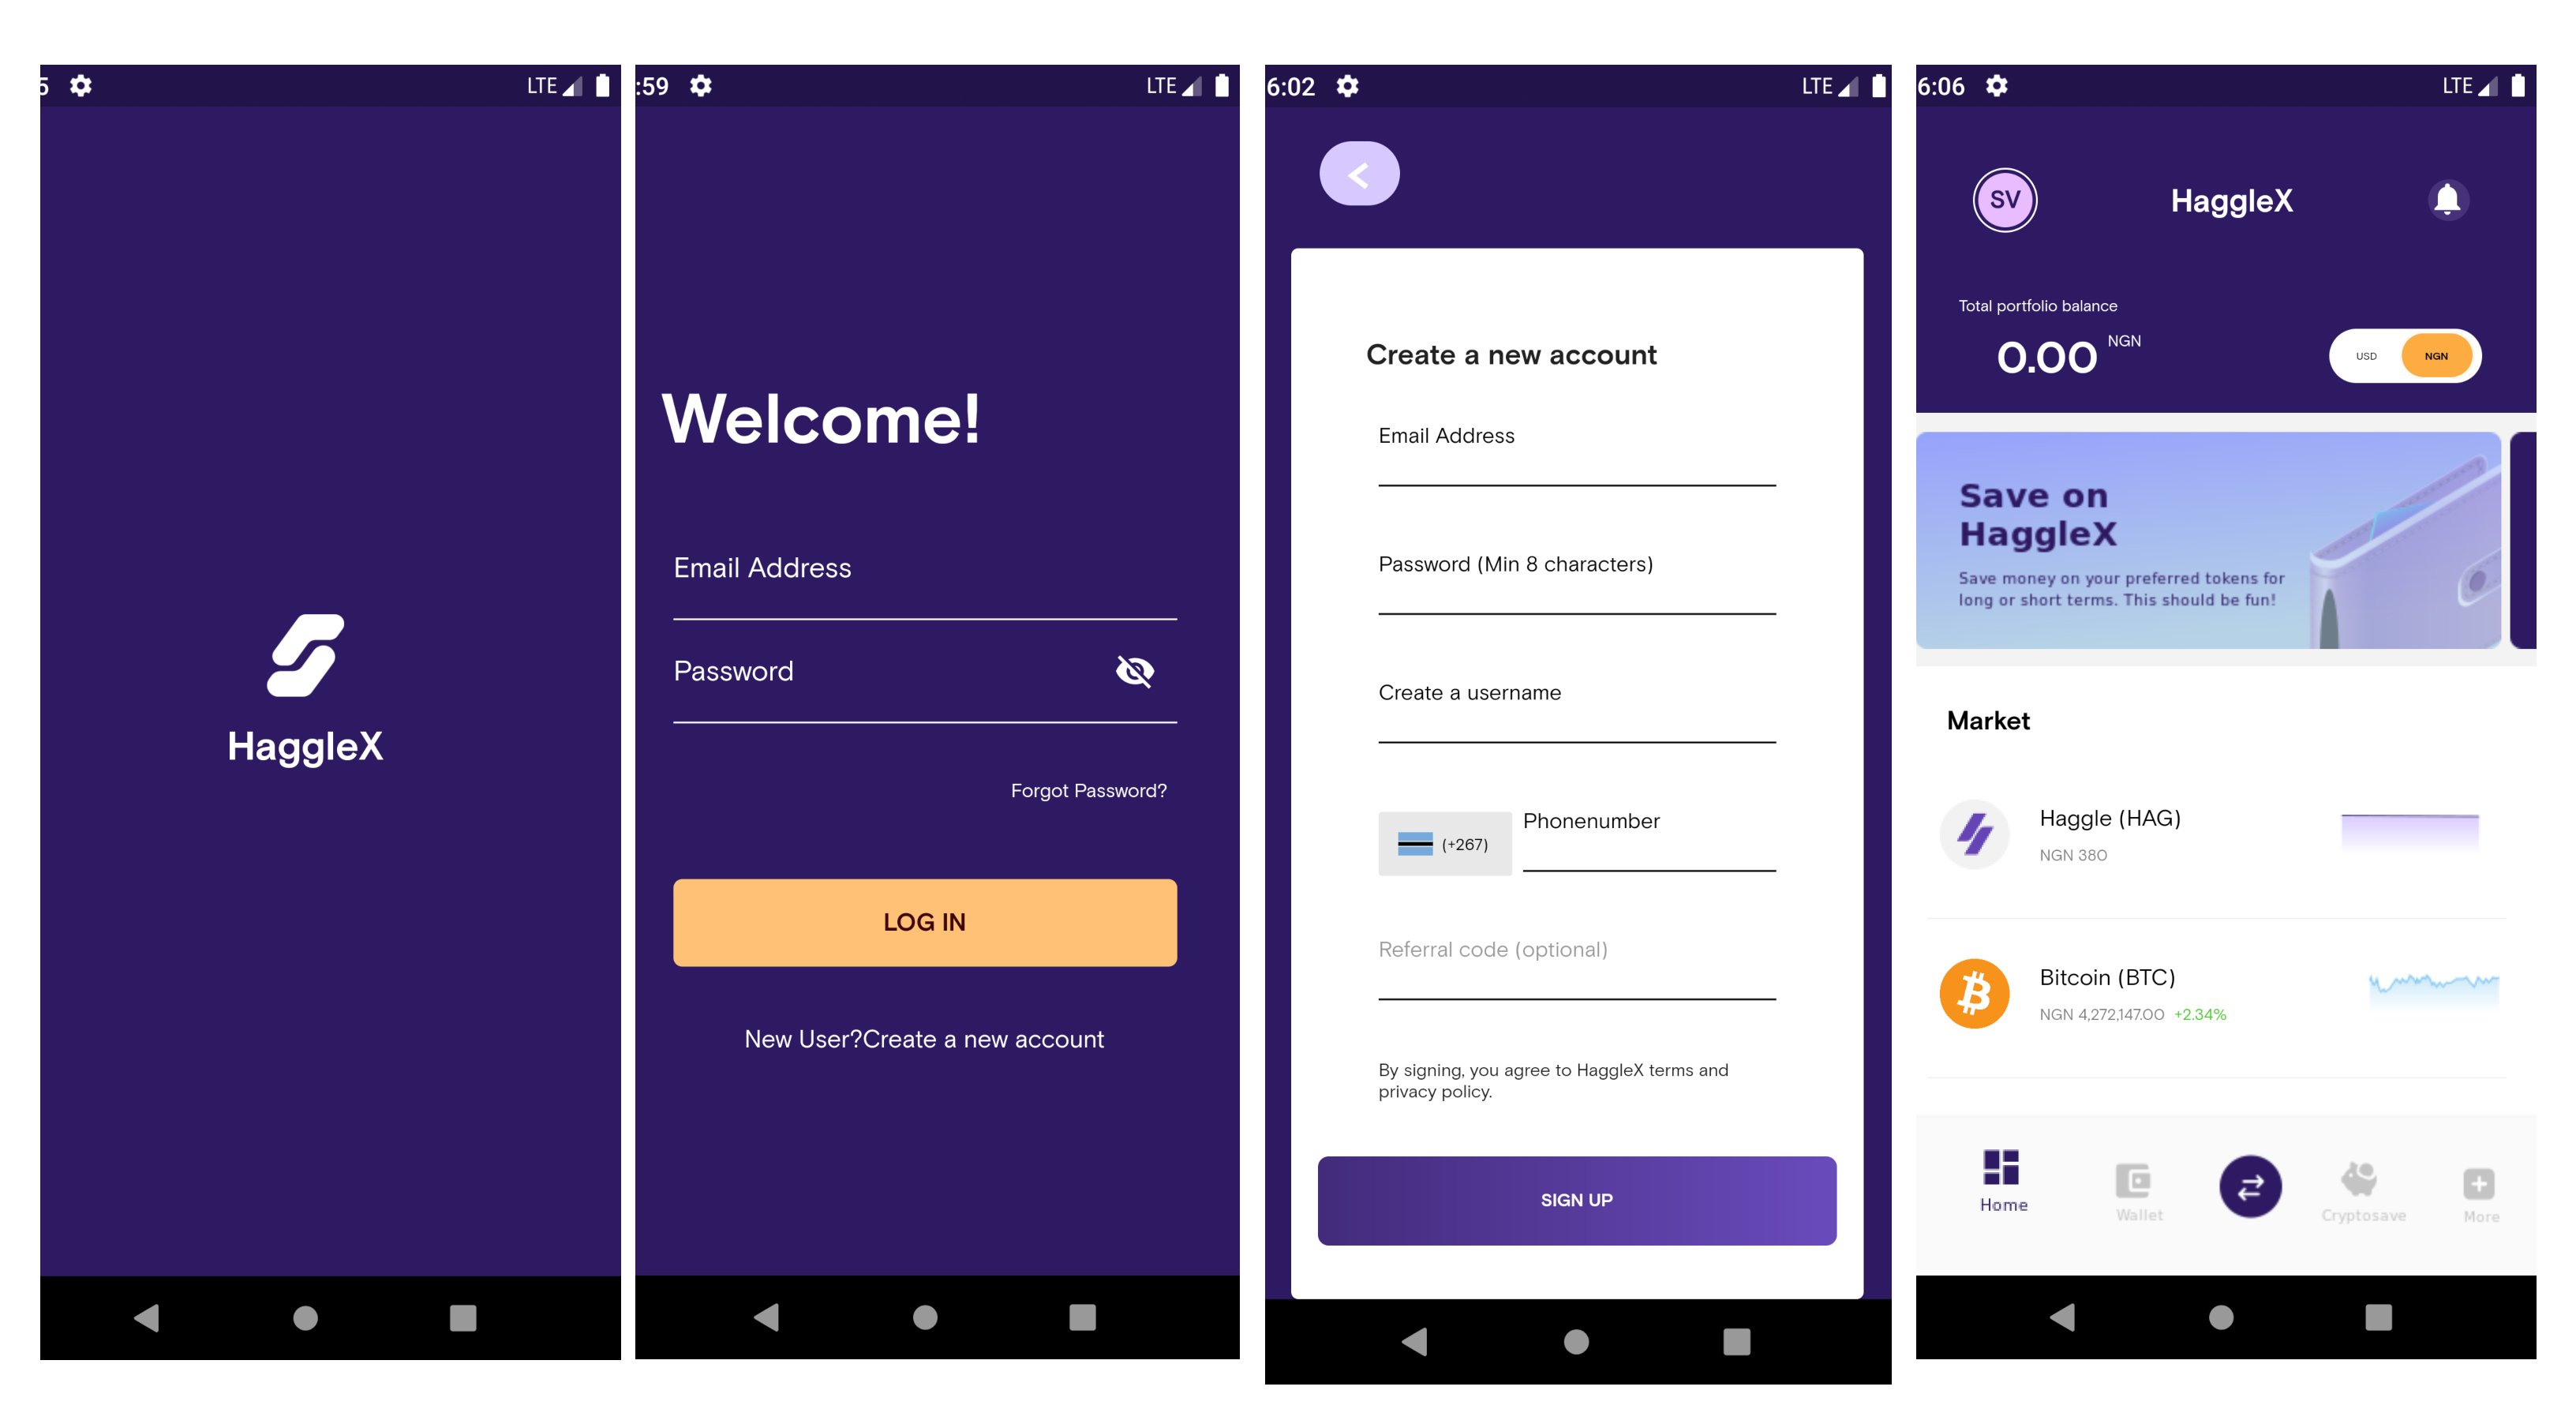 5
LTE
HaggleX
:59
LTE
Welcome!
Email Address
Password
Forgot Password?
LOG IN
New User?Create a new account
6:02
LTE
<
Create a new account
Email Address
Password (Min 8 characters)
Create a username
(+267)
Phonenumber
Referral code (optional)
By signing, you agree to HaggleX terms and
privacy policy.
SIGN UP
6:06
LTE
SV
HaggleX
Total portfolio balance
0.00 NGN
USD
NGN
Save on
HaggleX
Save money on your preferred tokens for
long or short terms. This should be fun!
Market
Haggle (HAG)
NGN 380
Bitcoin (BTC)
NGN 4,272,147.00 +2.34%
Home
Wallet
Cryptosave
More